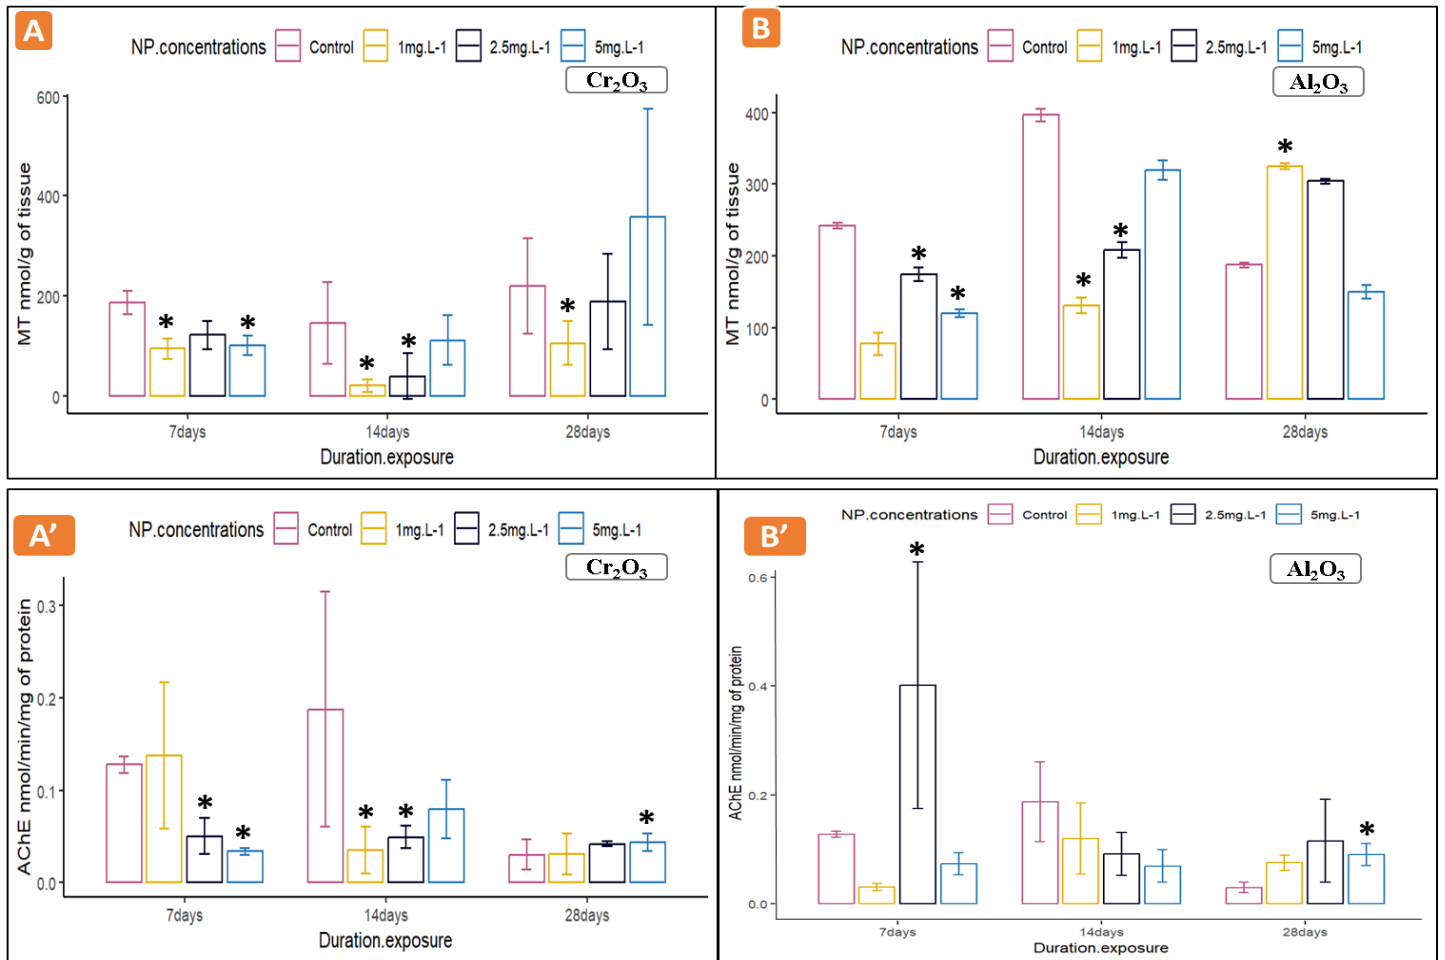 A
NP.concentrations Control 1mg.L-1 2.5mg.L-1 5mg.L-1
Cr₂O₃
600
400
200
0
MT nmol/g of tissue
* * * * *
7days 14days 28days
Duration.exposure
B
NP.concentrations Control 1mg.L-1 2.5mg.L-1 5mg.L-1
Al₂O₃
400
300
200
100
0
MT nmol/g of tissue
* * * * *
7days 14days 28days
Duration.exposure
A′
NP.concentrations Control 1mg.L-1 2.5mg.L-1 5mg.L-1
Cr₂O₃
0.3
0.2
0.1
0.0
AChE nmol/min/mg of protein
* * * * *
7days 14days 28days
Duration.exposure
B′
NP.concentrations Control 1mg.L-1 2.5mg.L-1 5mg.L-1
Al₂O₃
0.6
0.4
0.2
0.0
AChE nmol/min/mg of protein
* *
7days 14days 28days
Duration.exposure